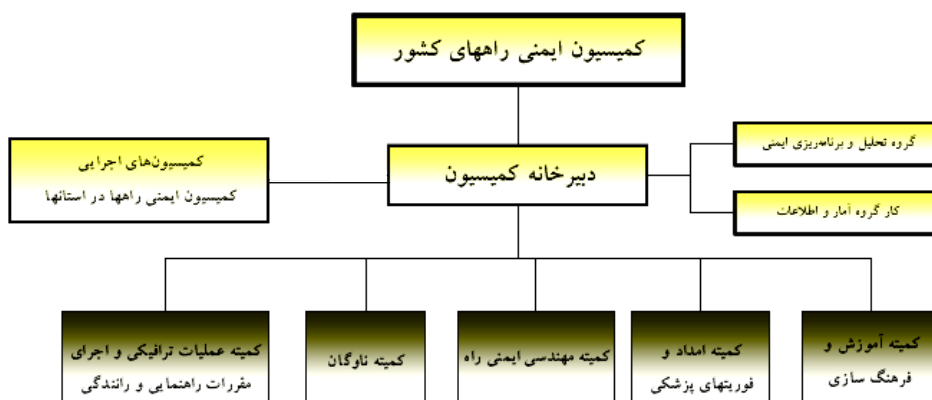 کمیسیون ایمنی راههای کشور
گروه تحلیل و برنامه‌ریزی ایمنی
دبیرخانه کمیسیون
کمیسیون‌های اجرایی
کمیسیون ایمنی راهها در استانها
کار گروه آمار و اطلاعات
کمیته آموزش و
فرهنگ سازی
کمیته امداد و
فوریتهای پزشکی
کمیته مهندسی ایمنی راه
کمیته ناوگان
کمیته عملیات ترافیکی و اجرای
مقررات راهنمایی و رانندگی